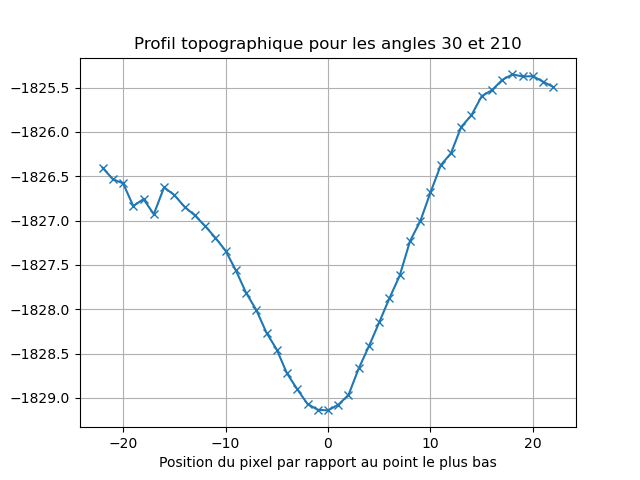 Profil topographique pour les angles 30 et 210
−1825.5
−1826.0
−1826.5
−1827.0
−1827.5
−1828.0
−1828.5
−1829.0
−20 −10 0 10 20
Position du pixel par rapport au point le plus bas